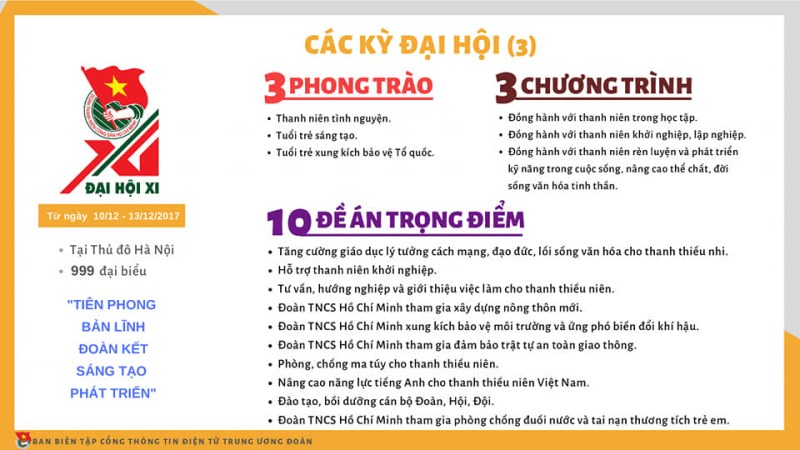 CÁC KỲ ĐẠI HỘI (3)
ĐẠI HỘI XI
Từ ngày 10/12 - 13/12/2017
• Tại Thủ đô Hà Nội
• 999 đại biểu
"TIÊN PHONG
BẢN LĨNH
ĐOÀN KẾT
SÁNG TẠO
PHÁT TRIỂN"
3 PHONG TRÀO
• Thanh niên tình nguyện.
• Tuổi trẻ sáng tạo.
• Tuổi trẻ xung kích bảo vệ Tổ quốc.
3 CHƯƠNG TRÌNH
• Đồng hành với thanh niên trong học tập.
• Đồng hành với thanh niên khởi nghiệp, lập nghiệp.
• Đồng hành với thanh niên rèn luyện và phát triển
kỹ năng trong cuộc sống, nâng cao thể chất, đời
sống văn hóa tinh thần.
10 ĐỀ ÁN TRỌNG ĐIỂM
• Tăng cường giáo dục lý tưởng cách mạng, đạo đức, lối sống văn hóa cho thanh thiếu nhi.
• Hỗ trợ thanh niên khởi nghiệp.
• Tư vấn, hướng nghiệp và giới thiệu việc làm cho thanh thiếu niên.
• Đoàn TNCS Hồ Chí Minh tham gia xây dựng nông thôn mới.
• Đoàn TNCS Hồ Chí Minh xung kích bảo vệ môi trường và ứng phó biến đổi khí hậu.
• Đoàn TNCS Hồ Chí Minh tham gia đảm bảo trật tự an toàn giao thông.
• Phòng, chống ma túy cho thanh thiếu niên.
• Nâng cao năng lực tiếng Anh cho thanh thiếu niên Việt Nam.
• Đào tạo, bồi dưỡng cán bộ Đoàn, Hội, Đội.
• Đoàn TNCS Hồ Chí Minh tham gia phòng chống đuối nước và tai nạn thương tích trẻ em.
BAN BIÊN TẬP CỔNG THÔNG TIN ĐIỆN TỬ TRUNG ƯƠNG ĐOÀN